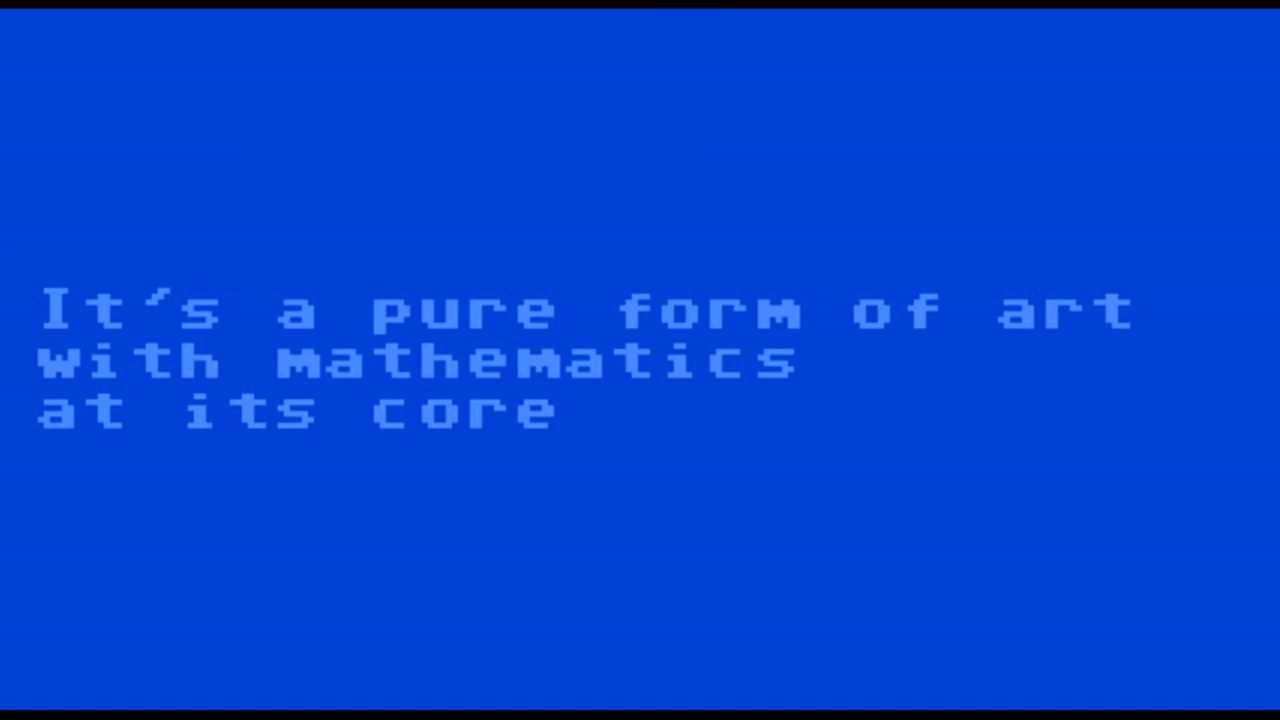 It's a pure form of art
with mathematics
at its core